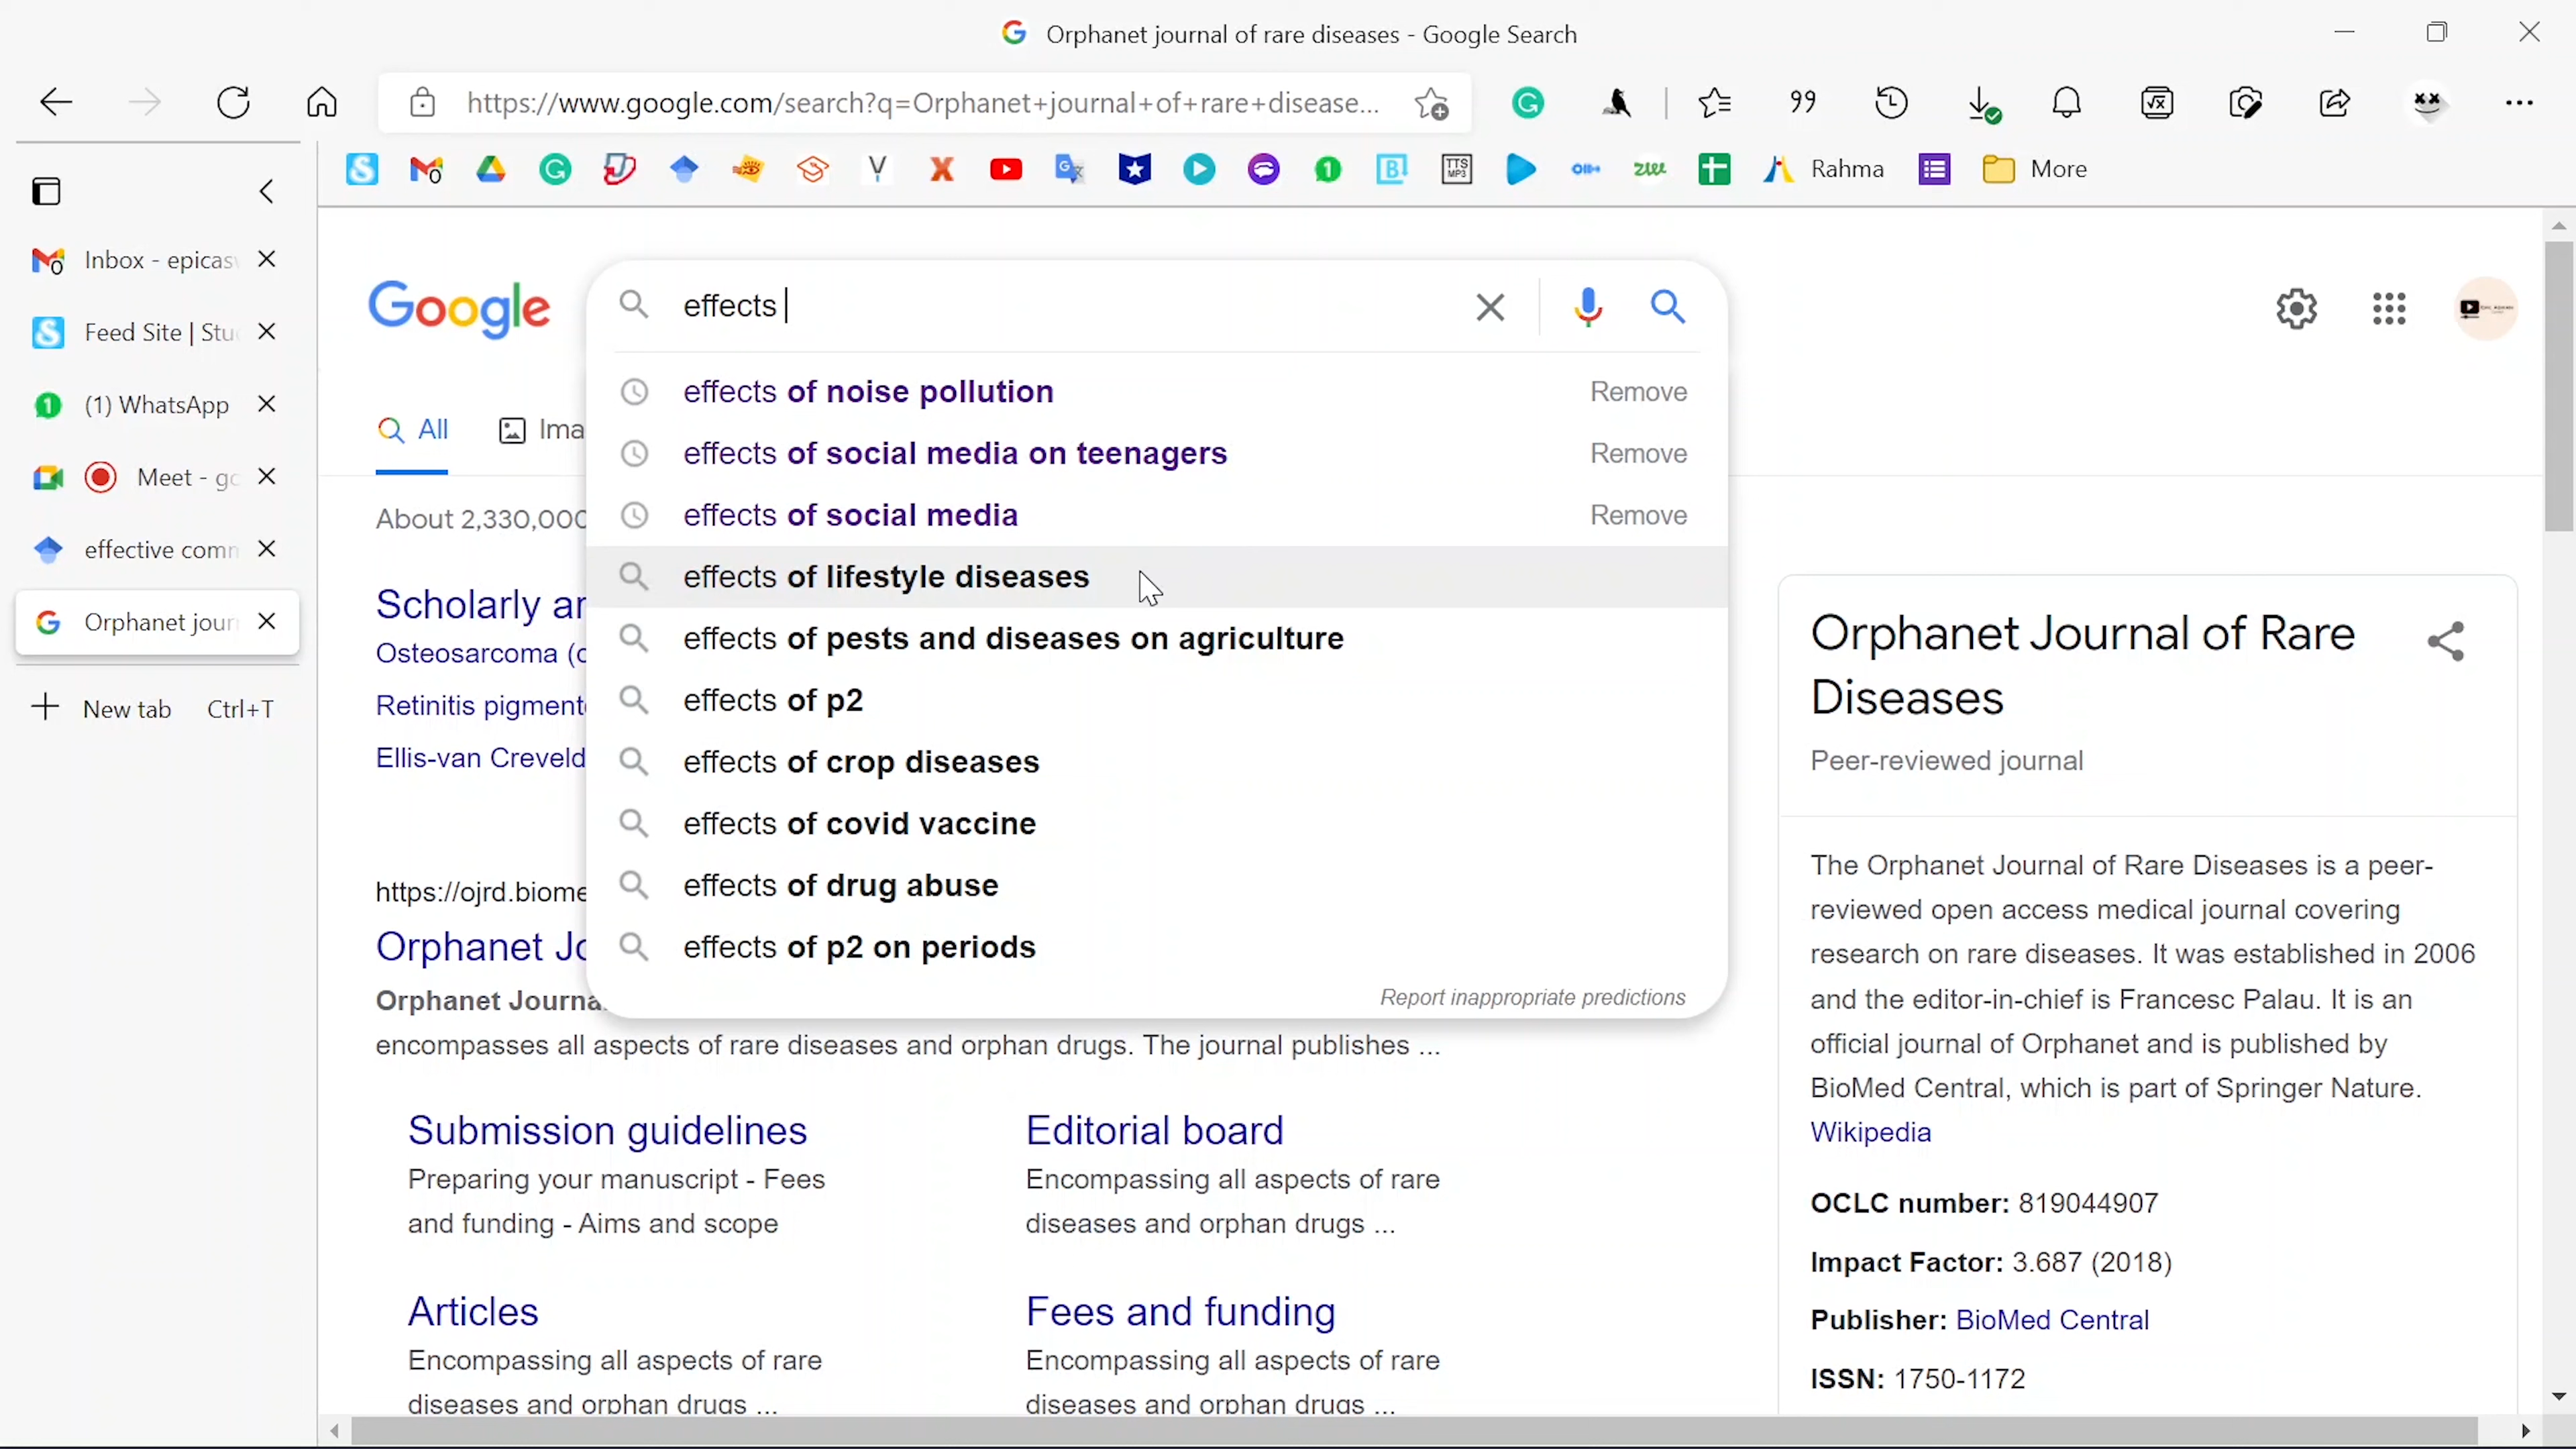 Orphanet journal of rare diseases - Google Search
https://www.google.com/search?q=Orphanet+journal+of+rare+disease...
Rahma
More
Inbox - epicas
Feed Site | Stu
(1) WhatsApp
Meet - gc
effective comm
Orphanet jour
New tab Ctrl+T
Google
effects
effects of noise pollution Remove
effects of social media on teenagers Remove
effects of social media Remove
effects of lifestyle diseases
effects of pests and diseases on agriculture
effects of p2
effects of crop diseases
effects of covid vaccine
effects of drug abuse
effects of p2 on periods
Report inappropriate predictions
All Ima
About 2,330,000
Scholarly ar
Osteosarcoma (c
Retinitis pigment
Ellis-van Creveld
https://ojrd.biome
Orphanet Jo
Orphanet Journa
encompasses all aspects of rare diseases and orphan drugs. The journal publishes ...
Submission guidelines
Preparing your manuscript - Fees
and funding - Aims and scope
Editorial board
Encompassing all aspects of rare
diseases and orphan drugs ...
Articles
Encompassing all aspects of rare
diseases and orphan drugs ...
Fees and funding
Encompassing all aspects of rare
diseases and orphan drugs ...
Orphanet Journal of Rare
Diseases
Peer-reviewed journal
The Orphanet Journal of Rare Diseases is a peer-
reviewed open access medical journal covering
research on rare diseases. It was established in 2006
and the editor-in-chief is Francesc Palau. It is an
official journal of Orphanet and is published by
BioMed Central, which is part of Springer Nature.
Wikipedia
OCLC number: 819044907
Impact Factor: 3.687 (2018)
Publisher: BioMed Central
ISSN: 1750-1172